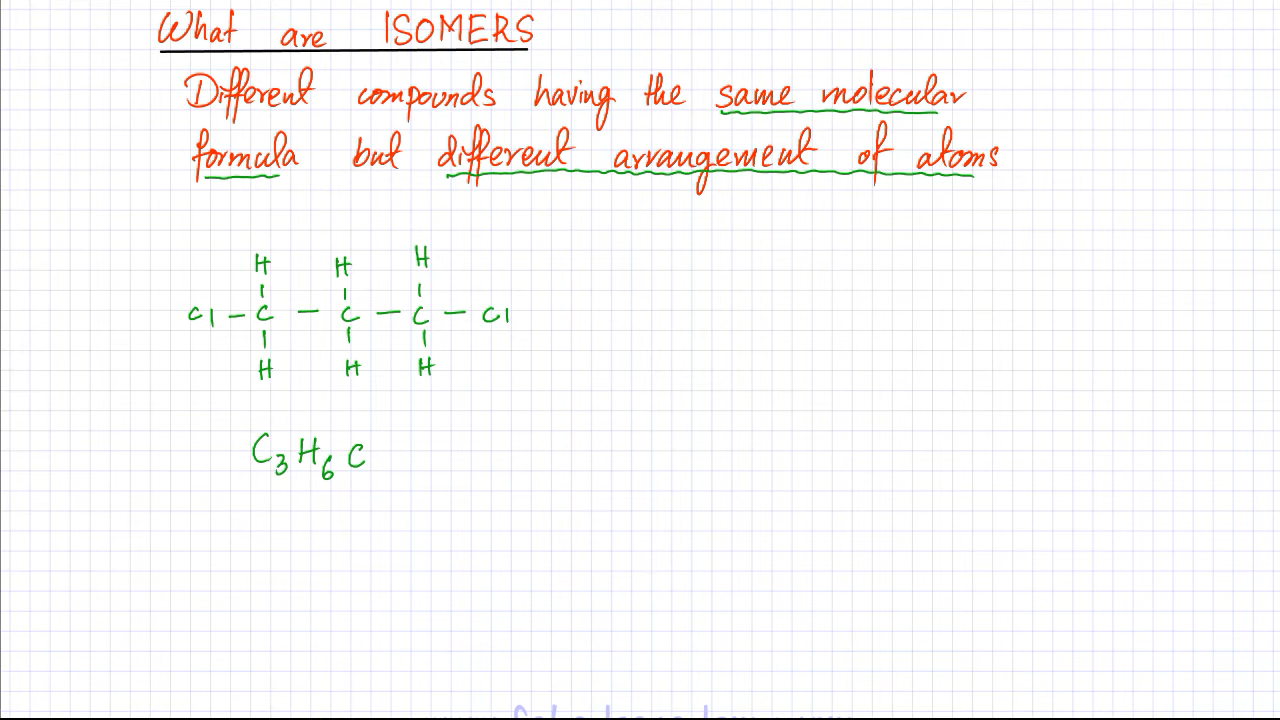 What are ISOMERS
Different compounds having the same molecular
formula but different arrangement of atoms
H H H
Cl - C - C - C - Cl
H H H
C3H6C